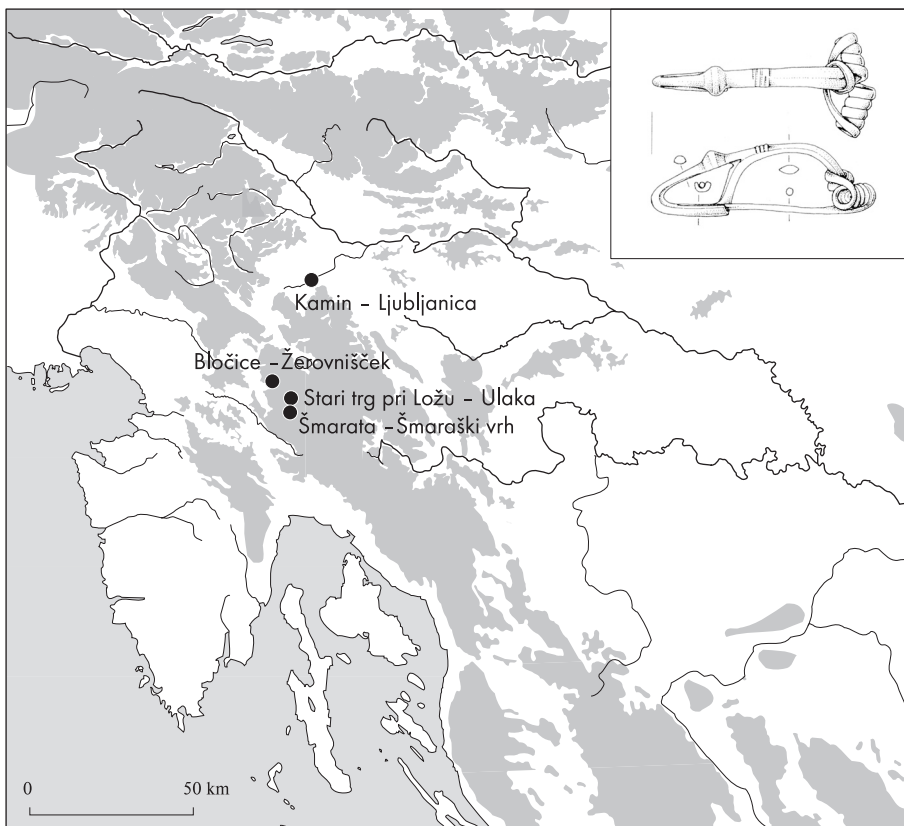 Kamin – Ljubljanica
Bločice –Žerovnišček
Stari trg pri Ložu – Ulaka
Šmarata –Šmaraški vrh
0 50 km